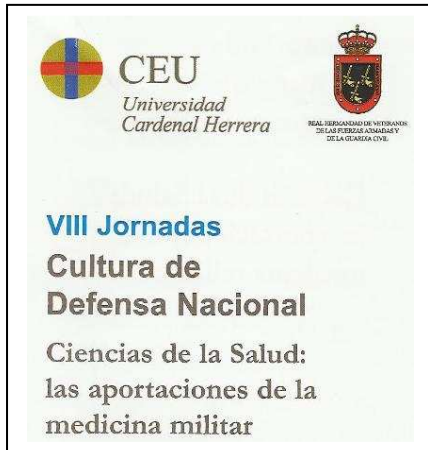 CEU
Universidad
Cardenal Herrera
REAL HERMANDAD DE VETERANOS
DE LAS FUERZAS ARMADAS Y
DE LA GUARDIA CIVIL
VIII Jornadas
Cultura de
Defensa Nacional
Ciencias de la Salud:
las aportaciones de la
medicina militar